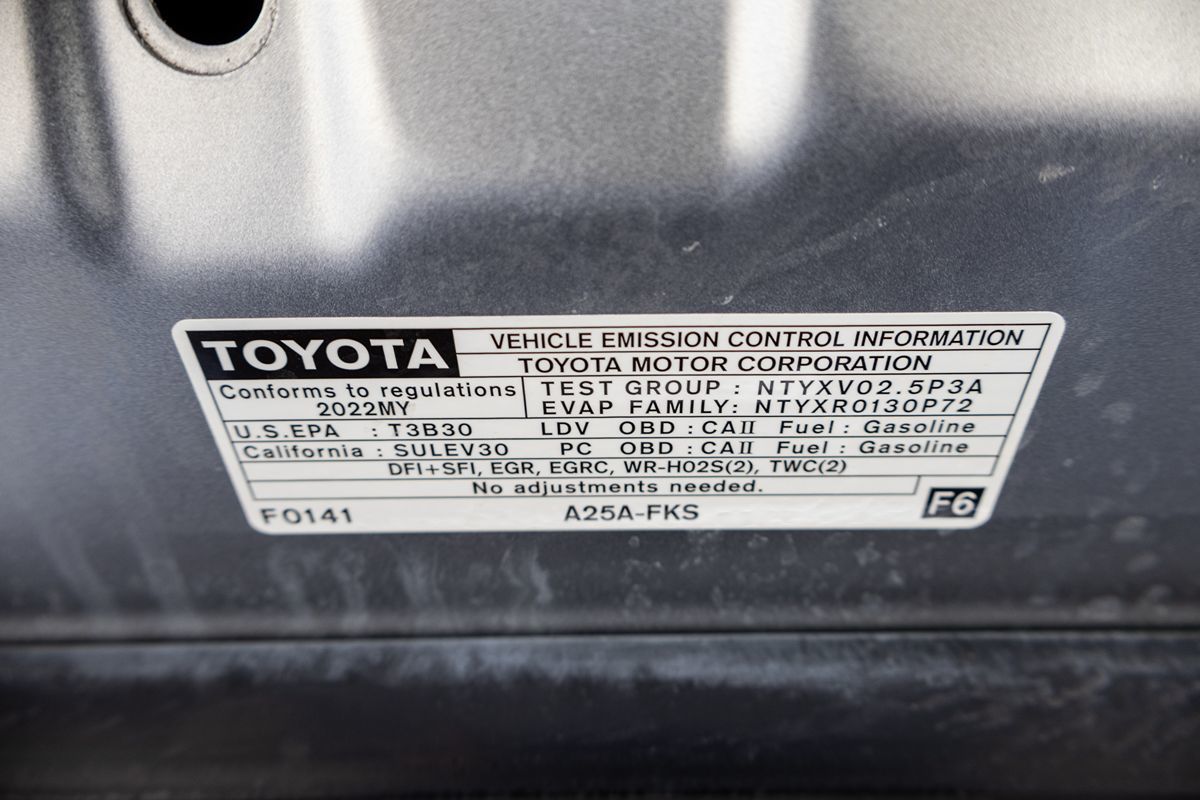 TOYOTA VEHICLE EMISSION CONTROL INFORMATION
TOYOTA MOTOR CORPORATION
Conforms to regulations
2022MY
TEST GROUP : NTYXV02.5P3A
EVAP FAMILY: NTYXR0130P72
U.S.EPA : T3B30 LDV OBD : CAII Fuel : Gasoline
California : SULEV30 PC OBD : CAII Fuel : Gasoline
DFI+SFI, EGR, EGRC, WR-HO2S(2), TWC(2)
No adjustments needed.
F0141 A25A-FKS F6